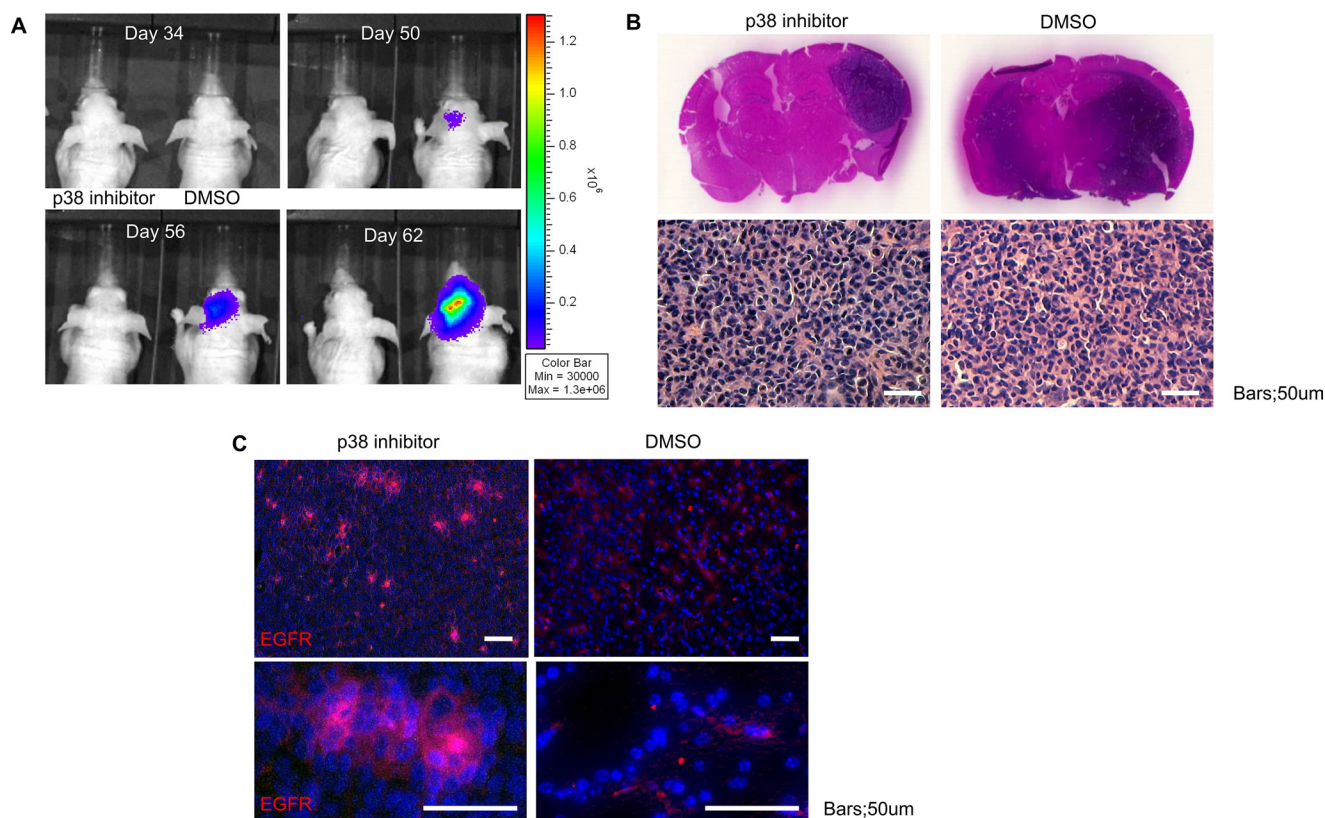 A
Day 34
Day 50
1.2
1.0
x10⁶
0.8
0.6
0.4
0.2
p38 inhibitor
DMSO
Day 56
Day 62
Color Bar
Min = 30000
Max = 1.3e+06
B
p38 inhibitor
DMSO
Bars;50um
C
p38 inhibitor
DMSO
EGFR
EGFR
Bars;50um